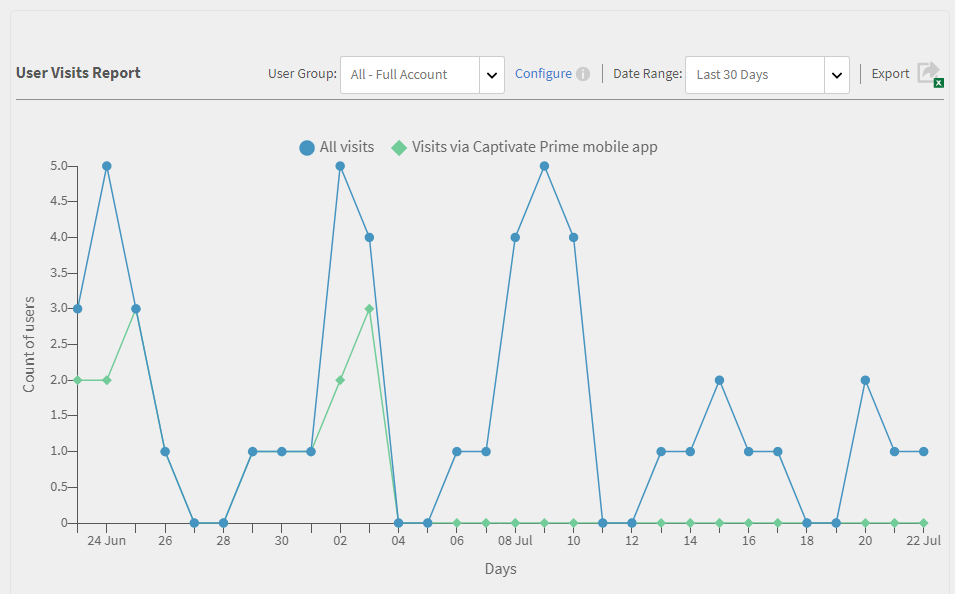 User Visits Report User Group: All - Full Account Configure i Date Range: Last 30 Days Export x
All visits Visits via Captivate Prime mobile app
5.0
4.5
4.0
3.5
3.0
2.5
2.0
1.5
1.0
0.5
0
Count of users
24 Jun 26 28 30 02 04 06 08 Jul 10 12 14 16 18 20 22 Jul
Days